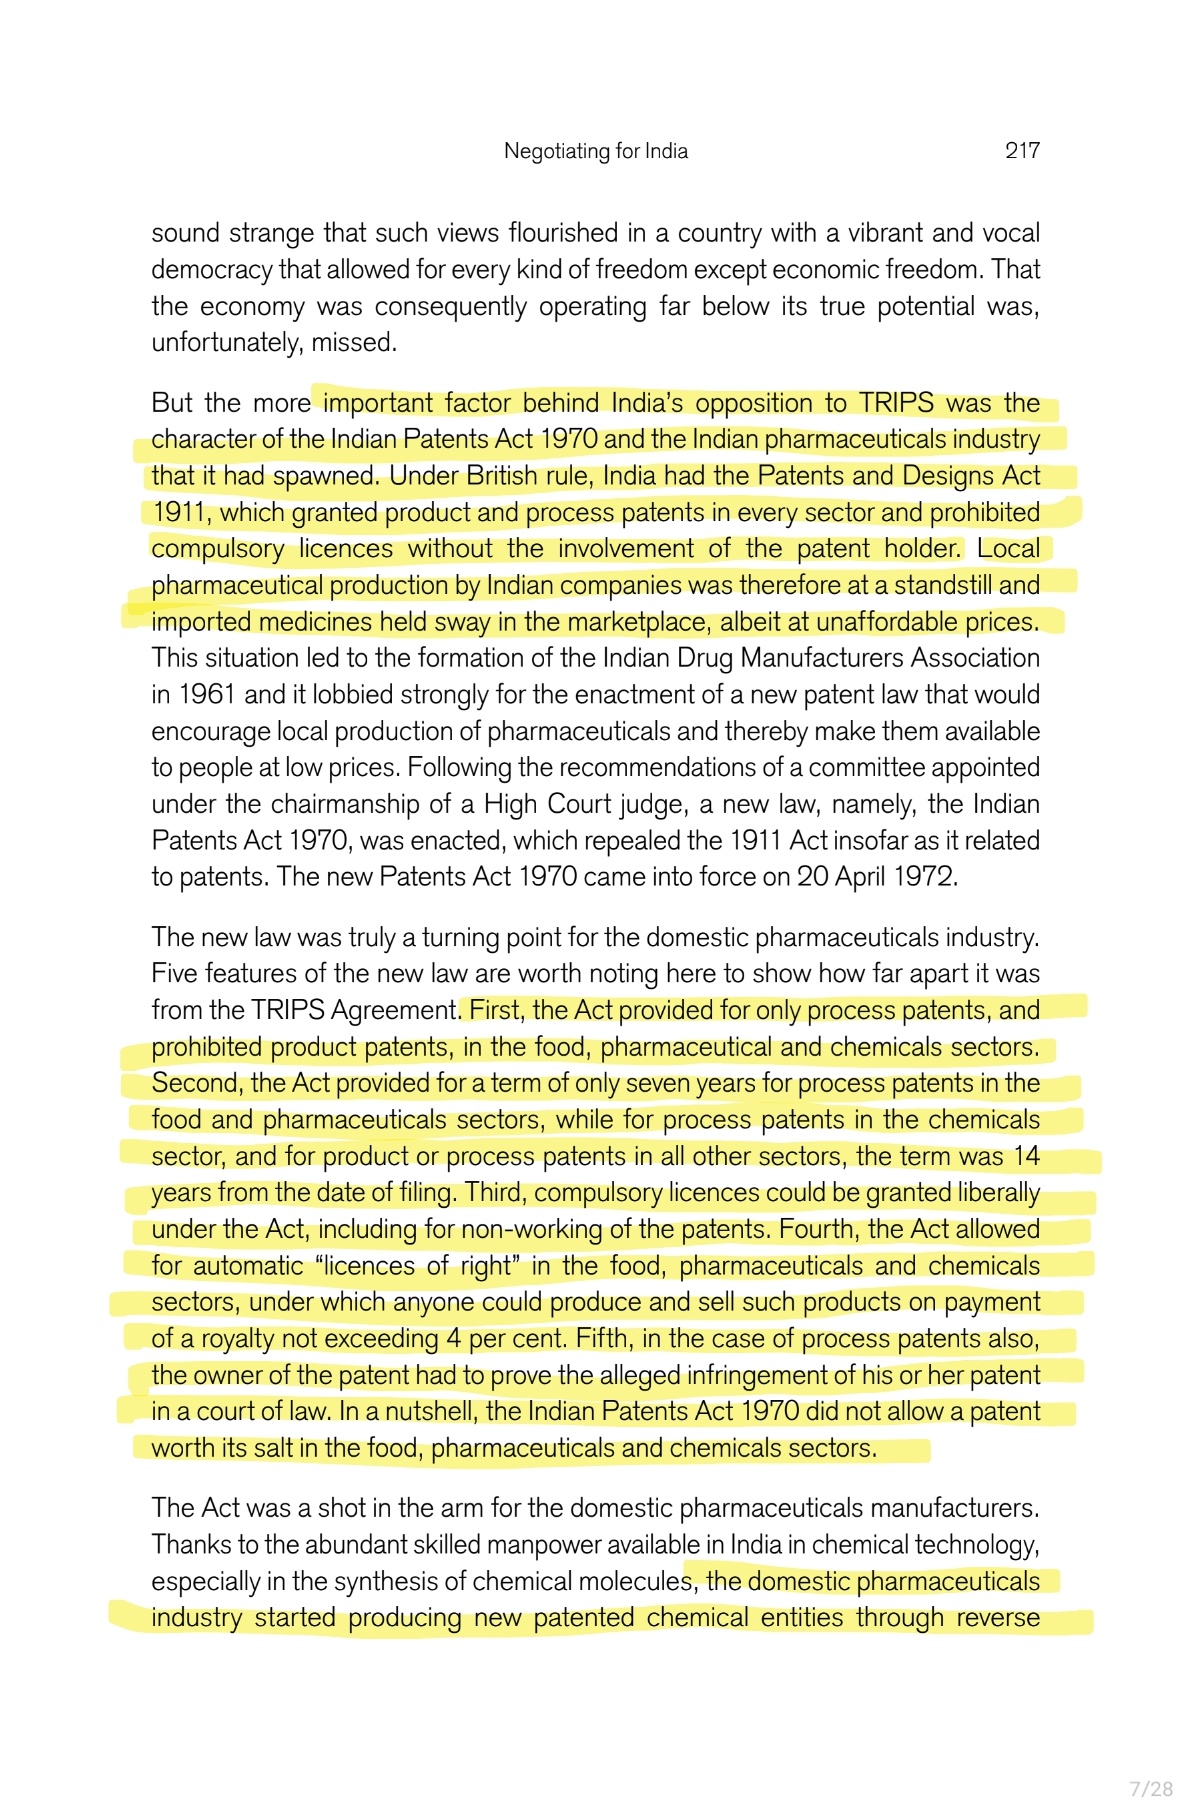 Negotiating for India 217
sound strange that such views flourished in a country with a vibrant and vocal
democracy that allowed for every kind of freedom except economic freedom. That
the economy was consequently operating far below its true potential was,
unfortunately, missed.
But the more important factor behind India’s opposition to TRIPS was the
character of the Indian Patents Act 1970 and the Indian pharmaceuticals industry
that it had spawned. Under British rule, India had the Patents and Designs Act
1911, which granted product and process patents in every sector and prohibited
compulsory licences without the involvement of the patent holder. Local
pharmaceutical production by Indian companies was therefore at a standstill and
imported medicines held sway in the marketplace, albeit at unaffordable prices.
This situation led to the formation of the Indian Drug Manufacturers Association
in 1961 and it lobbied strongly for the enactment of a new patent law that would
encourage local production of pharmaceuticals and thereby make them available
to people at low prices. Following the recommendations of a committee appointed
under the chairmanship of a High Court judge, a new law, namely, the Indian
Patents Act 1970, was enacted, which repealed the 1911 Act insofar as it related
to patents. The new Patents Act 1970 came into force on 20 April 1972.
The new law was truly a turning point for the domestic pharmaceuticals industry.
Five features of the new law are worth noting here to show how far apart it was
from the TRIPS Agreement. First, the Act provided for only process patents, and
prohibited product patents, in the food, pharmaceutical and chemicals sectors.
Second, the Act provided for a term of only seven years for process patents in the
food and pharmaceuticals sectors, while for process patents in the chemicals
sector, and for product or process patents in all other sectors, the term was 14
years from the date of filing. Third, compulsory licences could be granted liberally
under the Act, including for non-working of the patents. Fourth, the Act allowed
for automatic “licences of right” in the food, pharmaceuticals and chemicals
sectors, under which anyone could produce and sell such products on payment
of a royalty not exceeding 4 per cent. Fifth, in the case of process patents also,
the owner of the patent had to prove the alleged infringement of his or her patent
in a court of law. In a nutshell, the Indian Patents Act 1970 did not allow a patent
worth its salt in the food, pharmaceuticals and chemicals sectors.
The Act was a shot in the arm for the domestic pharmaceuticals manufacturers.
Thanks to the abundant skilled manpower available in India in chemical technology,
especially in the synthesis of chemical molecules, the domestic pharmaceuticals
industry started producing new patented chemical entities through reverse
7/28